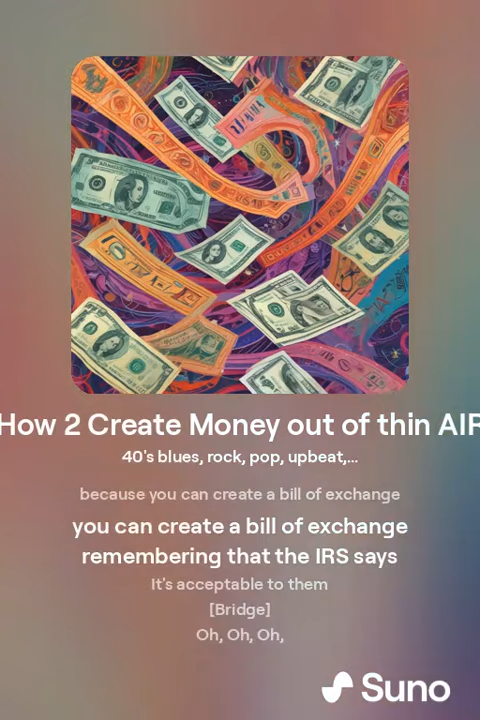 How 2 Create Money out of thin AIR
40's blues, rock, pop, upbeat,...
because you can create a bill of exchange
you can create a bill of exchange
remembering that the IRS says
It's acceptable to them
[Bridge]
Oh, Oh, Oh,
Suno